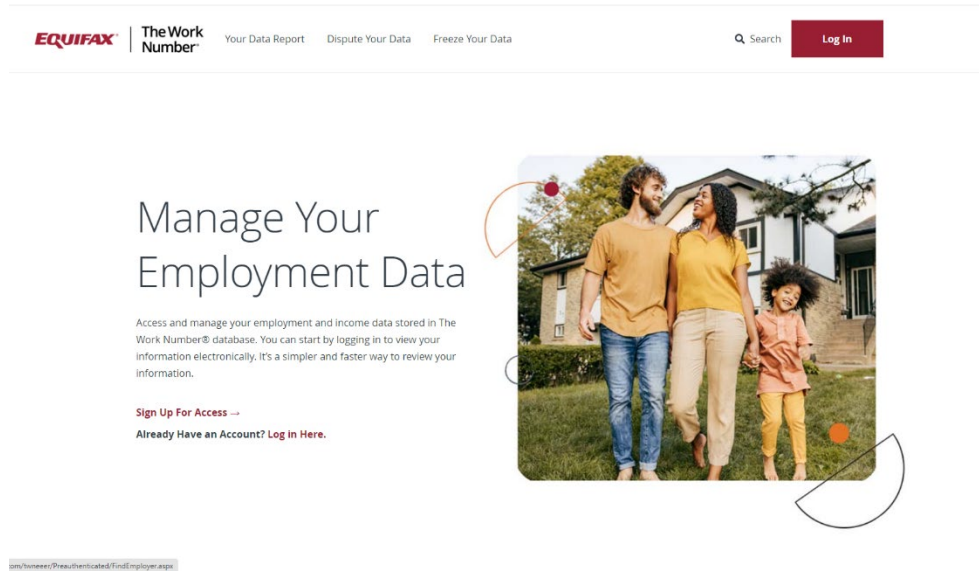 EQUIFAX
The Work
Number
Your Data Report
Dispute Your Data
Freeze Your Data
Search
Log In
Manage Your
Employment Data
Access and manage your employment and income data stored in The
Work Number® database. You can start by logging in to view your
information electronically. It's a simpler and faster way to review your
information.
Sign Up For Access →
Already Have an Account? Log in Here.
com/twneeer/Preauthenticated/FindEmployer.aspx